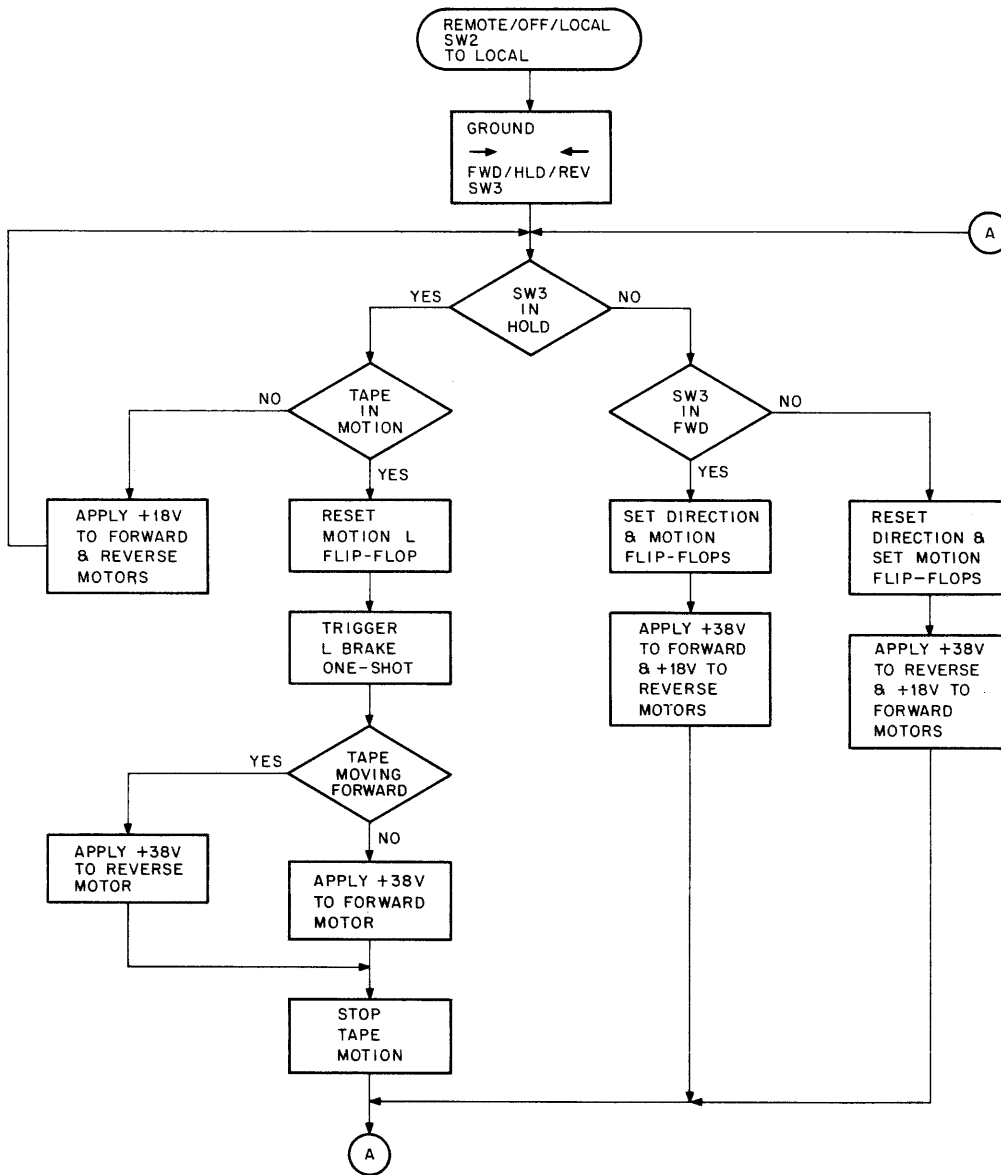 REMOTE/OFF/LOCAL
SW2
TO LOCAL
GROUND
→ ←
FWD/HLD/REV
SW3
A
YES
SW3
IN
HOLD
NO
NO
TAPE
IN
MOTION
YES
SW3
IN
FWD
NO
YES
APPLY +18V
TO FORWARD
& REVERSE
MOTORS
RESET
MOTION L
FLIP-FLOP
SET DIRECTION
& MOTION
FLIP-FLOPS
RESET
DIRECTION &
SET MOTION
FLIP-FLOPS
TRIGGER
L BRAKE
ONE-SHOT
APPLY +38V
TO FORWARD
& +18V TO
REVERSE
MOTORS
APPLY +38V
TO REVERSE
& +18V TO
FORWARD
MOTORS
YES
TAPE
MOVING
FORWARD
NO
APPLY +38V
TO REVERSE
MOTOR
APPLY +38V
TO FORWARD
MOTOR
STOP
TAPE
MOTION
A